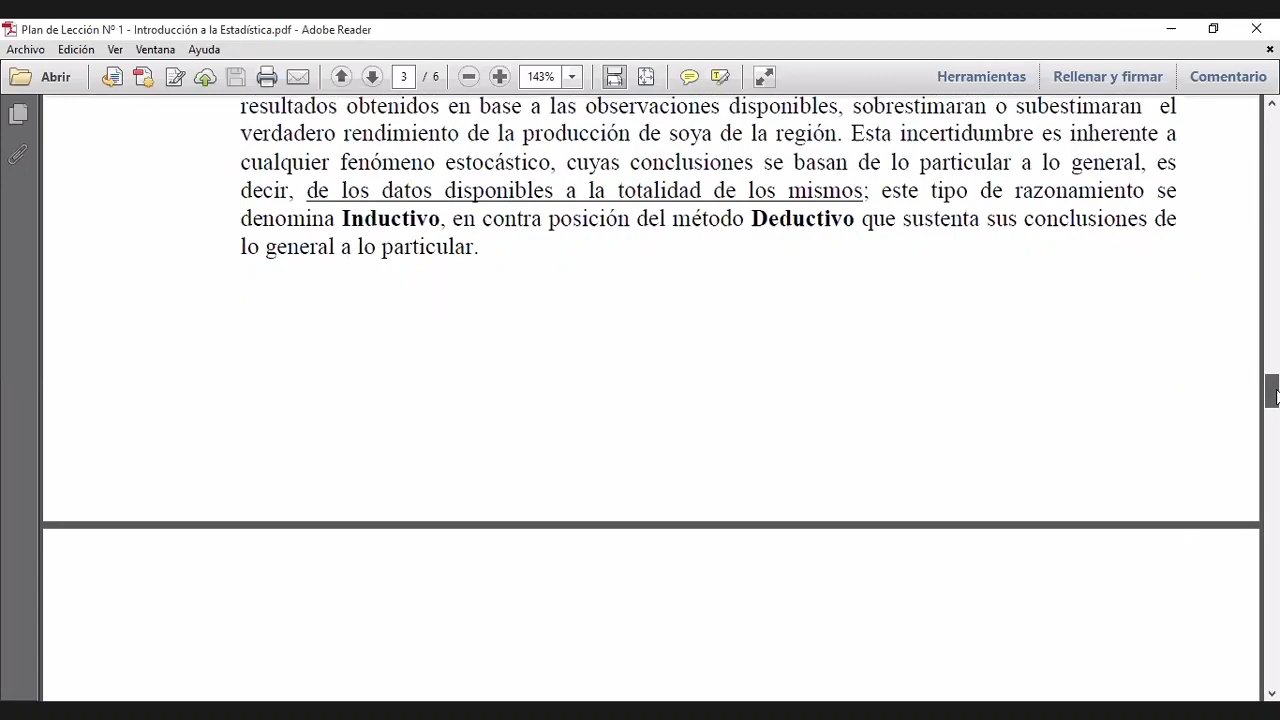 Plan de Lección Nº 1 - Introducción a la Estadística.pdf - Adobe Reader
Archivo Edición Ver Ventana Ayuda
Abrir 3 / 6 143% Herramientas Rellenar y firmar Comentario
resultados obtenidos en base a las observaciones disponibles, sobrestimaran o subestimaran el
verdadero rendimiento de la producción de soya de la región. Esta incertidumbre es inherente a
cualquier fenómeno estocástico, cuyas conclusiones se basan de lo particular a lo general, es
decir, de los datos disponibles a la totalidad de los mismos; este tipo de razonamiento se
denomina Inductivo, en contra posición del método Deductivo que sustenta sus conclusiones de
lo general a lo particular.